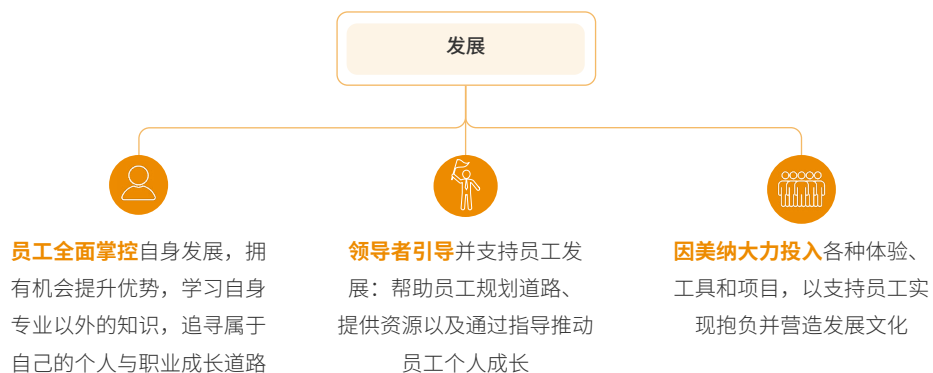 发展
员工全面掌控自身发展，拥
有机会提升优势，学习自身
专业以外的知识，追寻属于
自己的个人与职业成长道路
领导者引导并支持员工发
展：帮助员工规划道路、
提供资源以及通过指导推动
员工个人成长
因美纳大力投入各种体验、
工具和项目，以支持员工实
现抱负并营造发展文化